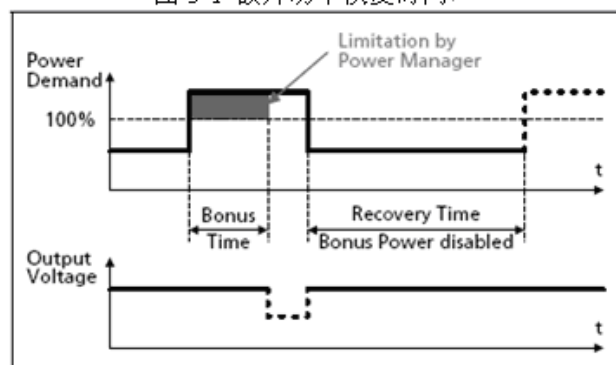 Limitation by
Power Manager
Power
Demand
100%
t
Bonus
Time
Recovery Time
Bonus Power disabled
Output
Voltage
t